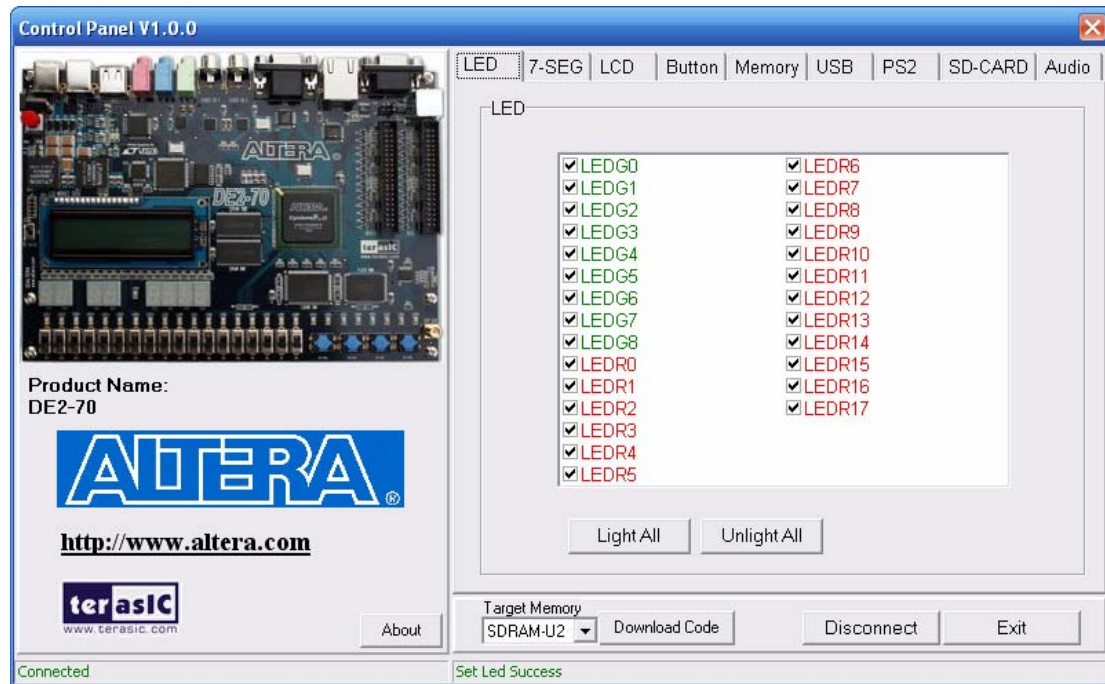 Control Panel V1.0.0
LED 7-SEG LCD Button Memory USB PS2 SD-CARD Audio
LED
LEDG0 LEDR6
LEDG1 LEDR7
LEDG2 LEDR8
LEDG3 LEDR9
LEDG4 LEDR10
LEDG5 LEDR11
LEDG6 LEDR12
LEDG7 LEDR13
LEDG8 LEDR14
LEDR0 LEDR15
LEDR1 LEDR16
LEDR2 LEDR17
LEDR3
LEDR4
LEDR5
Light All Unlight All
ALTERA
DE2-70
terasIC
Product Name:
DE2-70
ALTERA®
http://www.altera.com
terasIC
www.terasic.com
About
Target Memory
SDRAM-U2 Download Code Disconnect Exit
Connected Set Led Success